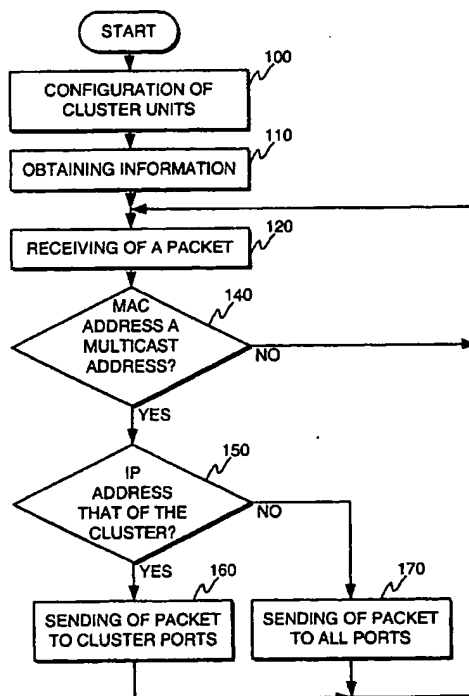 START
100
CONFIGURATION OF
CLUSTER UNITS
110
OBTAINING INFORMATION
120
RECEIVING OF A PACKET
140
MAC
ADDRESS A
MULTICAST
ADDRESS?
NO
YES
150
IP
ADDRESS
THAT OF THE
CLUSTER?
NO
YES
160
SENDING OF PACKET
TO CLUSTER PORTS
170
SENDING OF PACKET
TO ALL PORTS